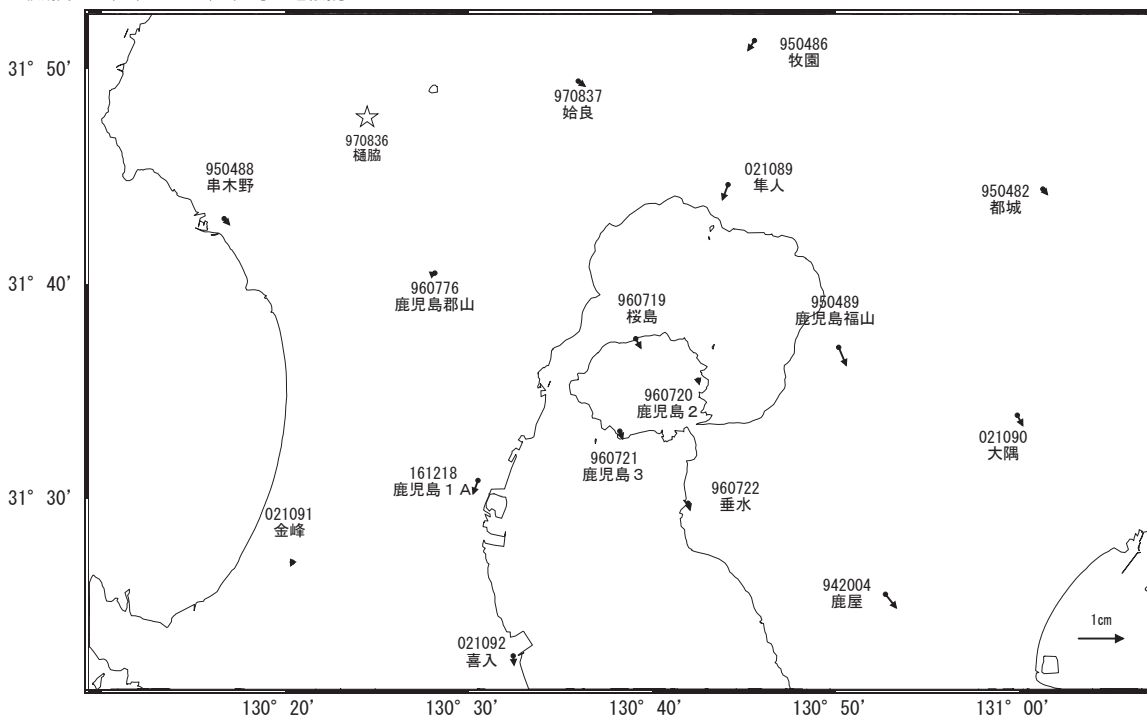 950486
牧園
31° 50'
970837
姶良
970836
樋脇
950488
串木野
021089
隼人
950482
都城
31° 40'
960776
鹿児島郡山
960719
桜島
950489
鹿児島福山
960720
鹿児島2
021090
大隅
960721
鹿児島3
161218
鹿児島1A
31° 30'
960722
垂水
021091
金峰
942004
鹿屋
1cm
021092
喜入
130° 20'
130° 30'
130° 40'
130° 50'
131° 00'